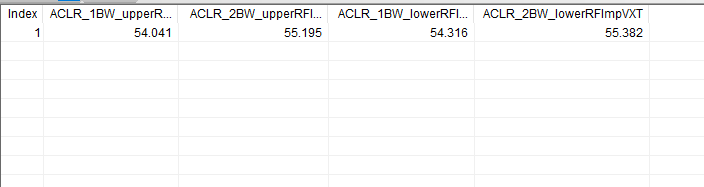 Index ACLR_1BW_upperR... ACLR_2BW_upperRFI... ACLR_1BW_lowerRFI... ACLR_2BW_lowerRFImpVXT
1 54.041 55.195 54.316 55.382